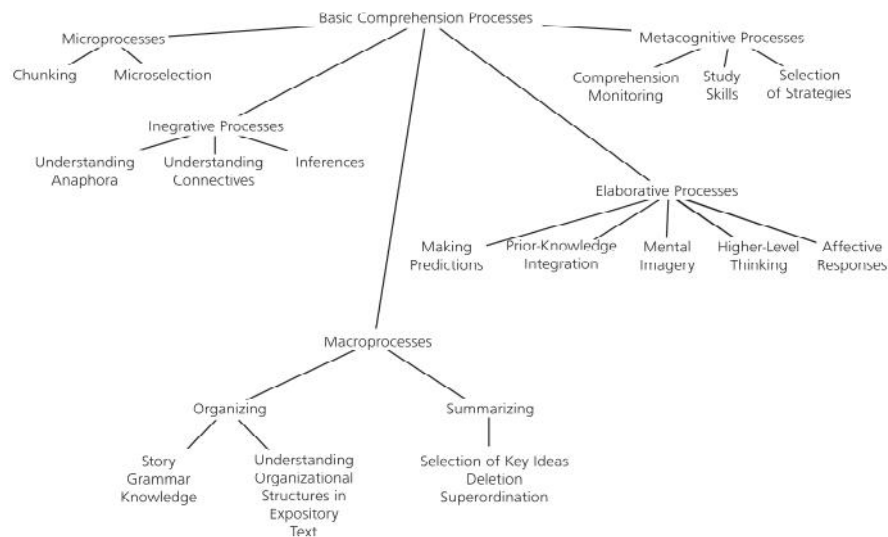 Basic Comprehension Processes
Microprocesses
Chunking
Microselection
Metacognitive Processes
Comprehension
Monitoring
Study
Skills
Selection
of Strategies
Inegrative Processes
Understanding
Anaphora
Understanding
Connectives
Inferences
Elaborative Processes
Making
Predictions
Prior-Knowledge
Integration
Mental
Imagery
Higher-Level
Thinking
Affective
Responses
Macroprocesses
Organizing
Story
Grammar
Knowledge
Understanding
Organizational
Structures in
Expository
Text
Summarizing
Selection of Key Ideas
Deletion
Superordination